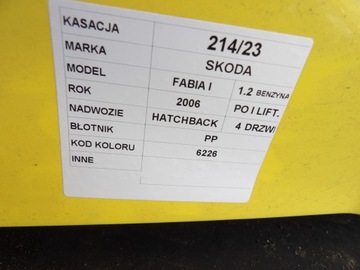 KASACJA 214/23
MARKA SKODA
MODEL FABIA I 1.2 BENZYNA
ROK 2006 PO I LIFT.
NADWOZIE HATCHBACK 4 DRZWI
BŁOTNIK PP
KOD KOLORU 6226
INNE